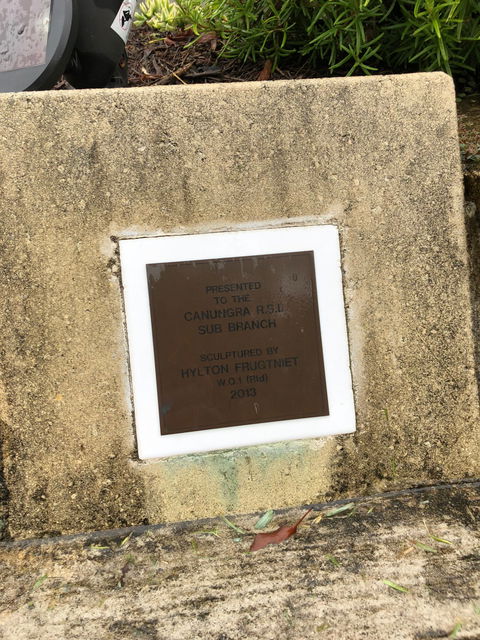 PRESENTED
TO THE
CANUNGRA R.S.L.
SUB BRANCH
SCULPTURED BY
HYLTON FRUGTNIET
W.O.1 (Rtd)
2013